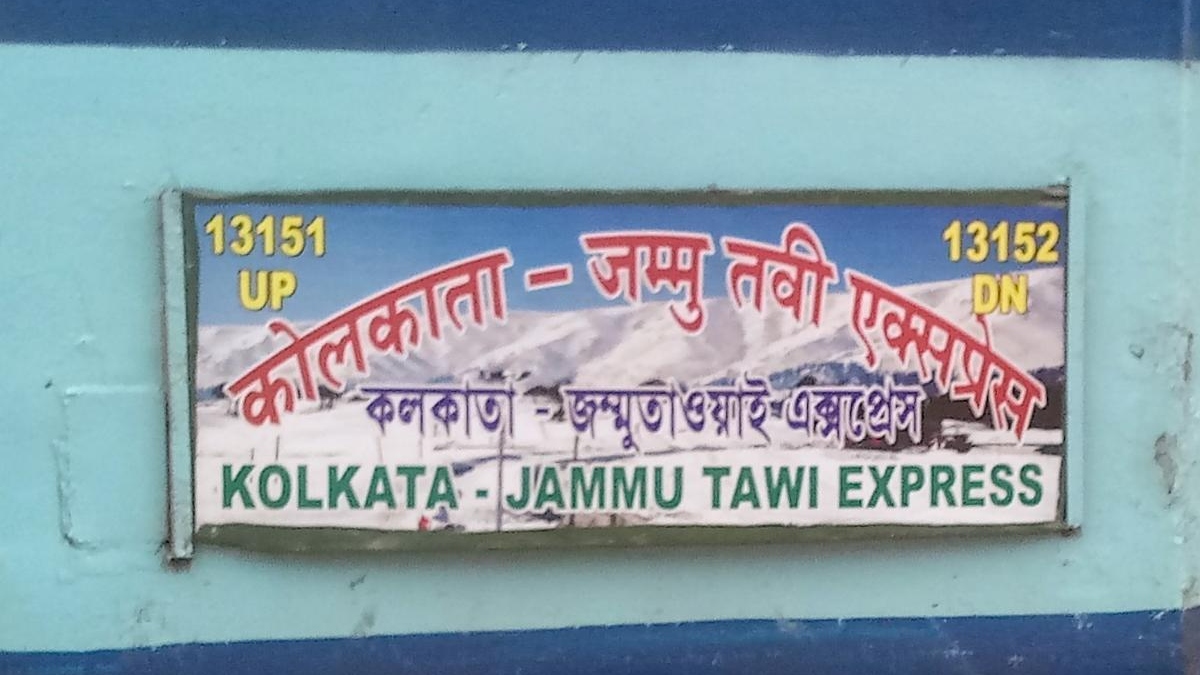 13151
UP
13152
DN
कोलकाता - जम्मु तवी एक्सप्रेस
কলকাতা - জম্মুতাওয়াই এক্সপ্রেস
KOLKATA - JAMMU TAWI EXPRESS